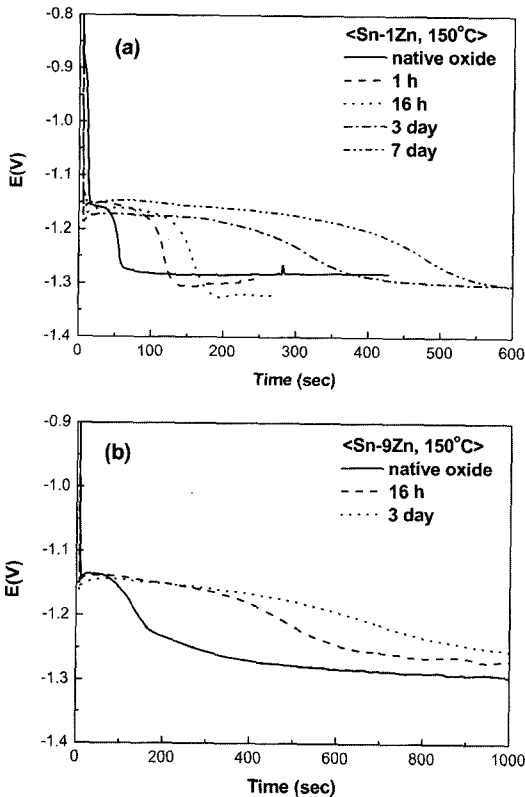 (a)
<Sn-1Zn, 150°C>
native oxide
1 h
16 h
3 day
7 day
-0.8
-0.9
-1.0
-1.1
-1.2
-1.3
-1.4
E(V)
0
100
200
300
400
500
600
Time (sec)
(b)
<Sn-9Zn, 150°C>
native oxide
16 h
3 day
-0.9
-1.0
-1.1
-1.2
-1.3
-1.4
E(V)
0
200
400
600
800
1000
Time (sec)